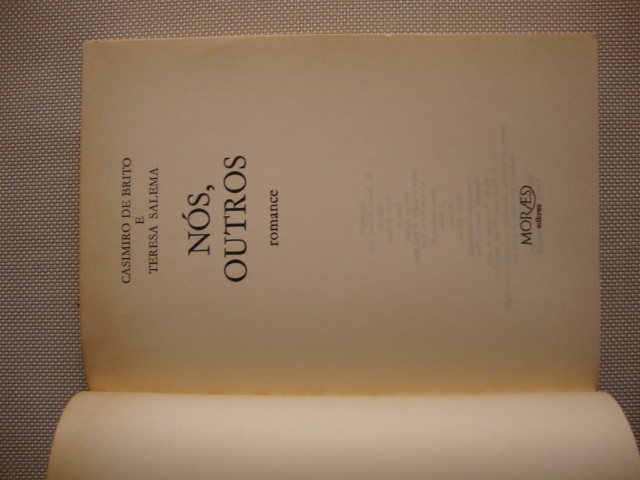 CASIMIRO DE BRITO
E
TERESA SALEMA
NÓS,
OUTROS
romance
MORÆS
editores